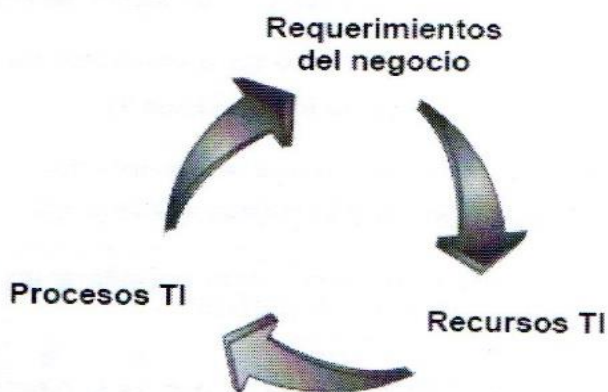 Requerimientos
del negocio
Procesos TI
Recursos TI